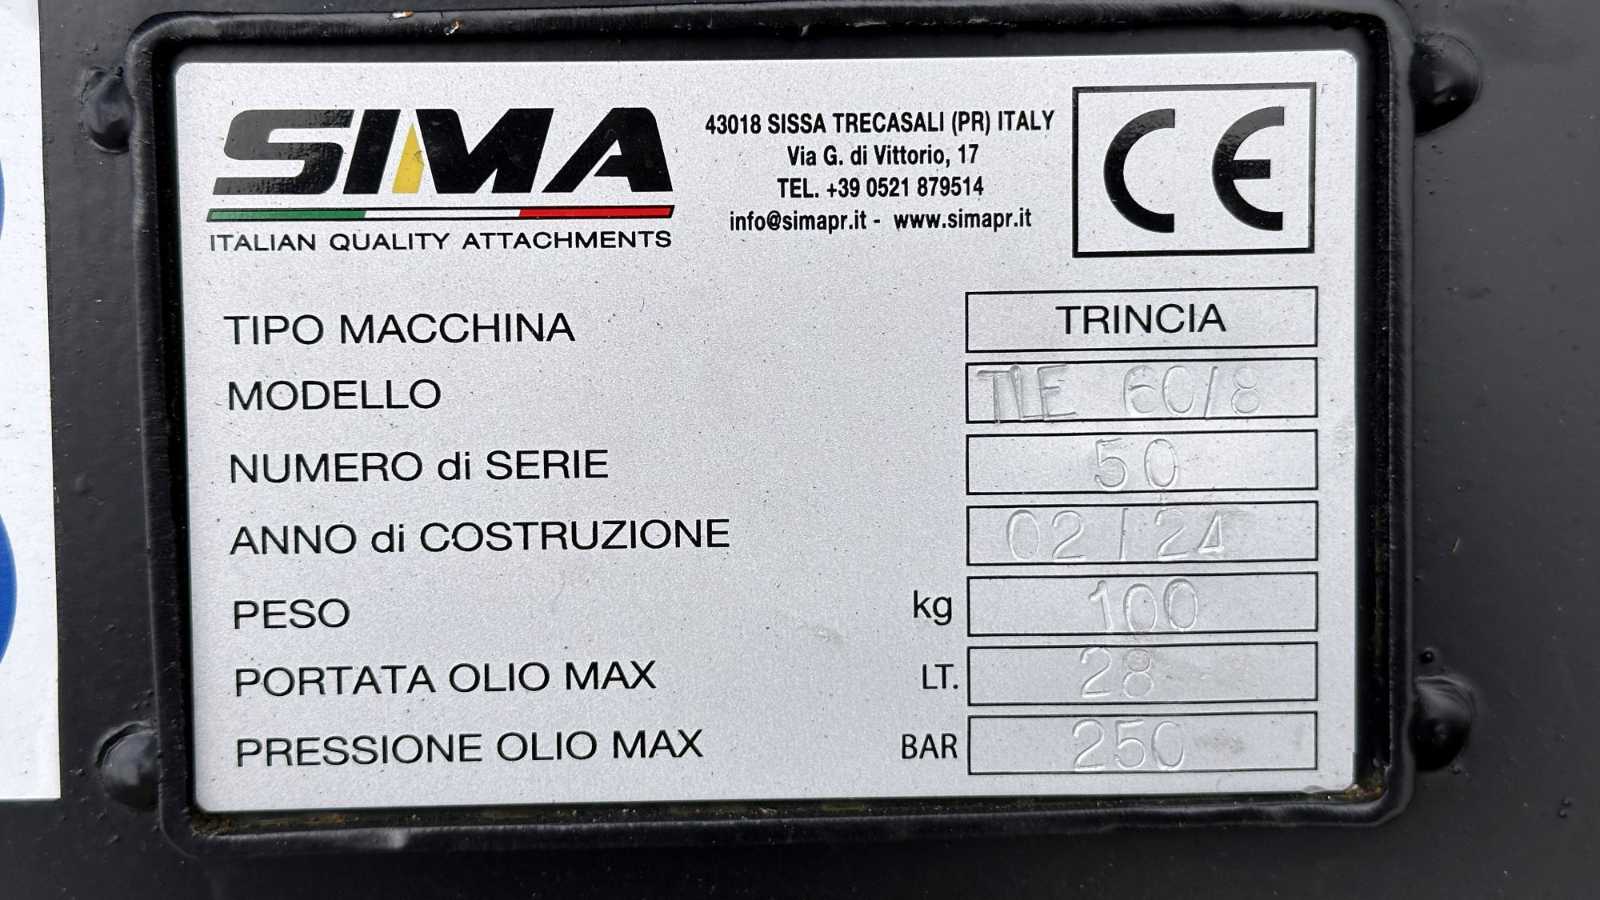 SIMA
ITALIAN QUALITY ATTACHMENTS
43018 SISSA TRECASALI (PR) ITALY
Via G. di Vittorio, 17
TEL. +39 0521 879514
info@simapr.it - www.simapr.it
CE
TIPO MACCHINA TRINCIA
MODELLO TLE 60/8
NUMERO di SERIE 50
ANNO di COSTRUZIONE 02/24
PESO kg 100
PORTATA OLIO MAX LT. 28
PRESSIONE OLIO MAX BAR 250